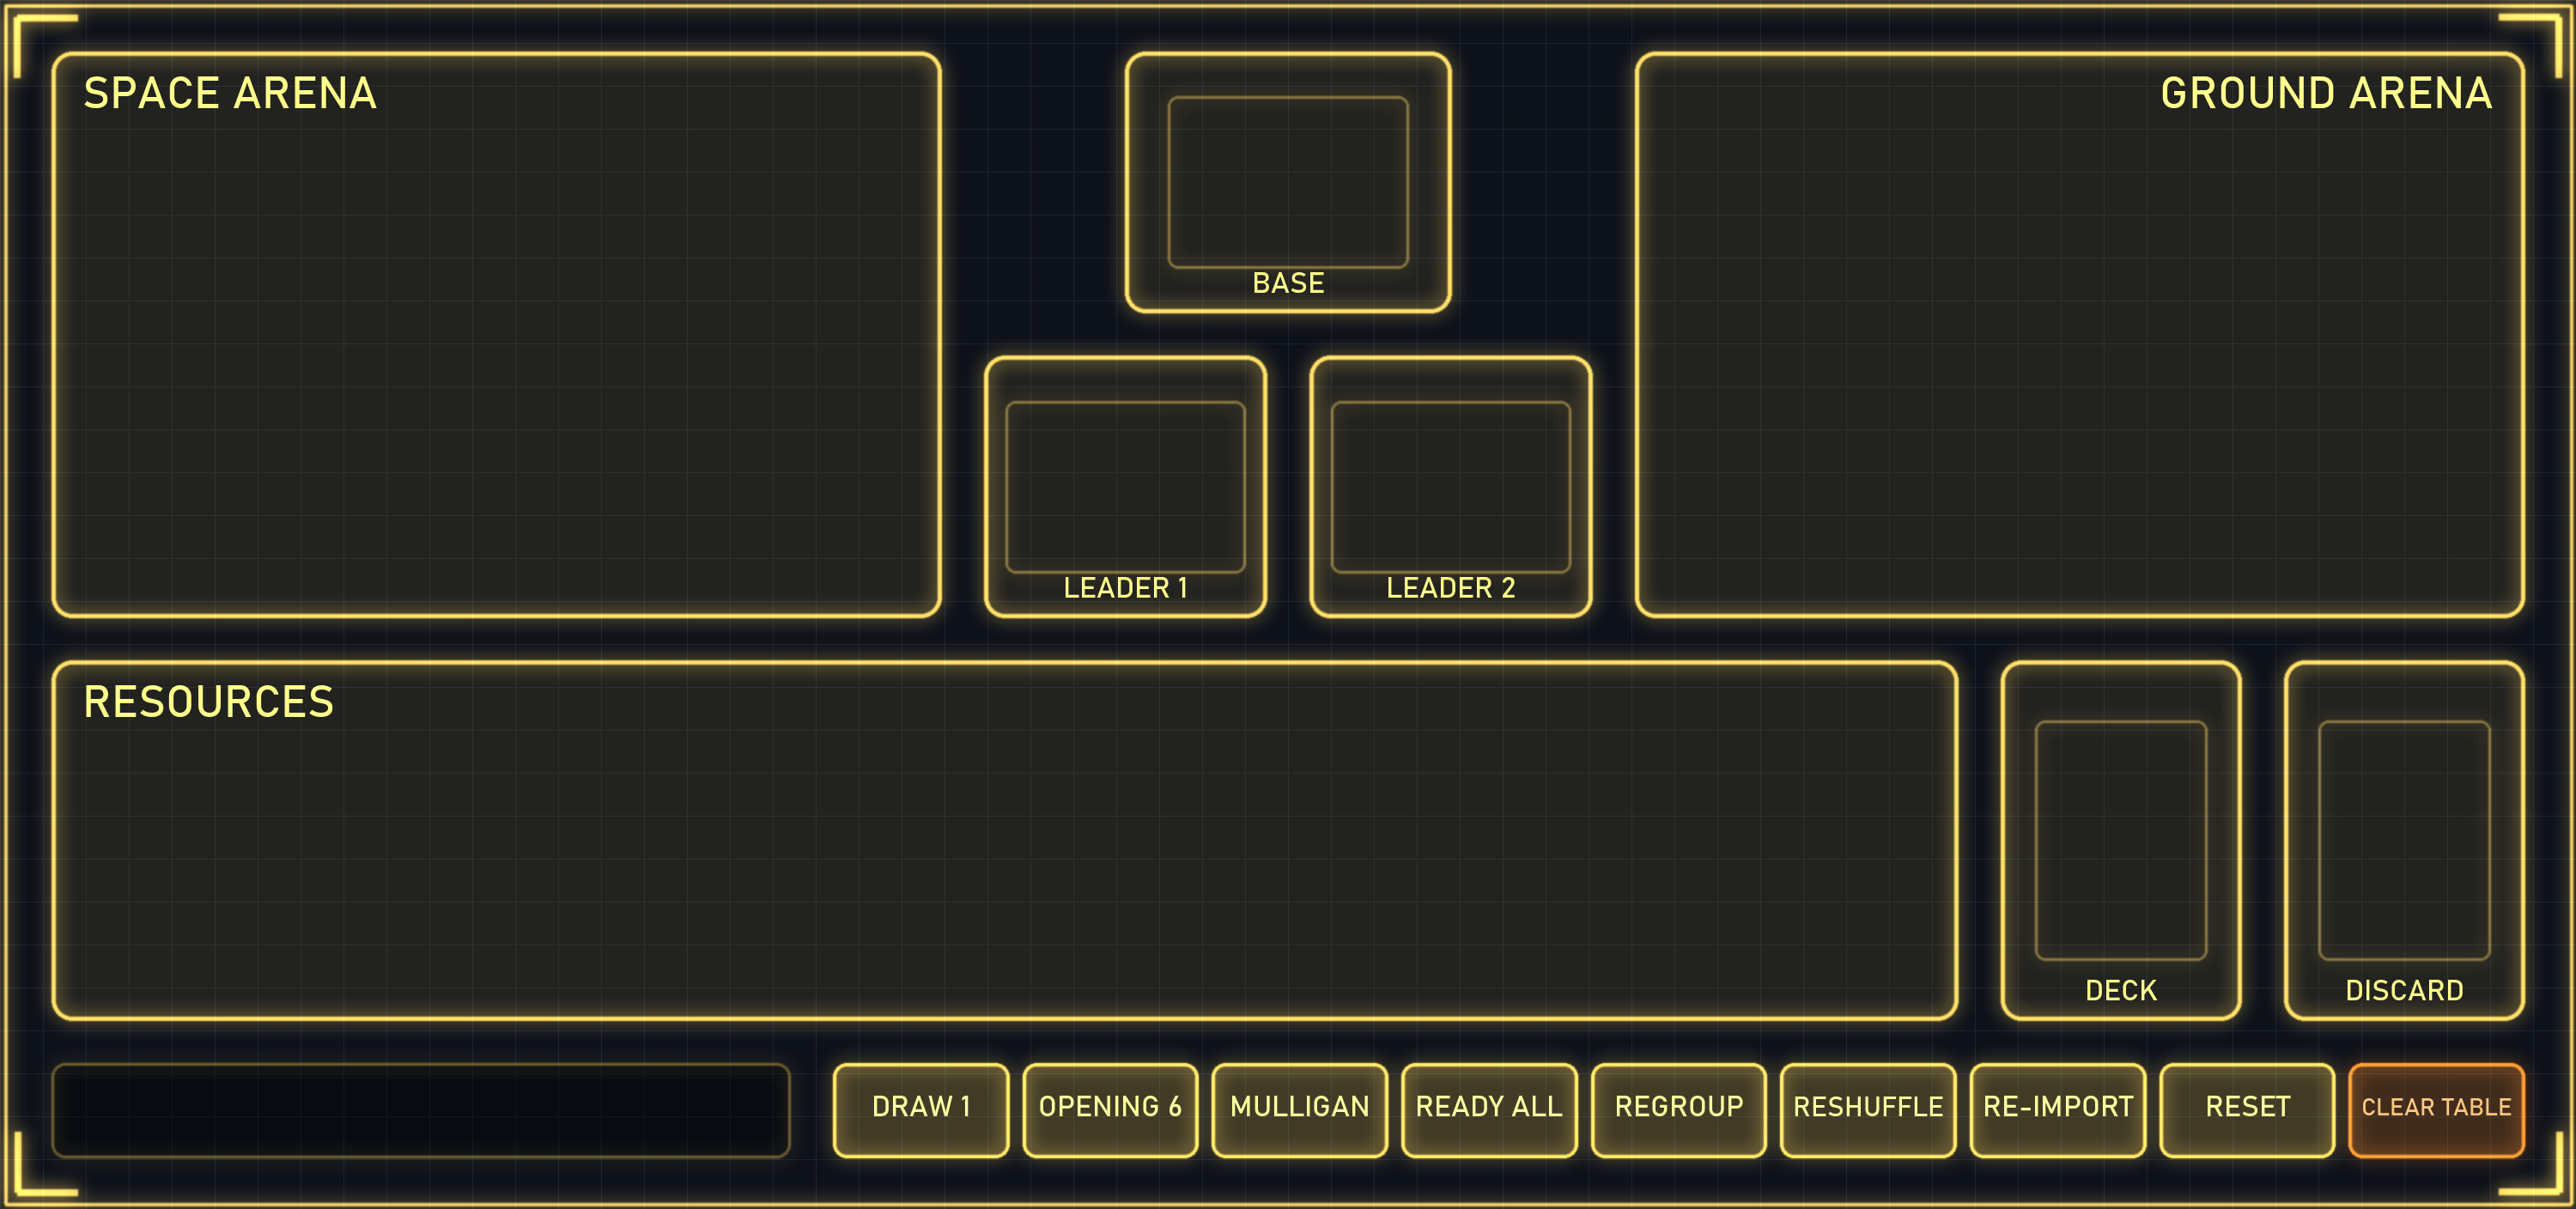 SPACE ARENA
GROUND ARENA
BASE
LEADER 1
LEADER 2
RESOURCES
DECK
DISCARD
DRAW 1
OPENING 6
MULLIGAN
READY ALL
REGROUP
RESHUFFLE
RE-IMPORT
RESET
CLEAR TABLE